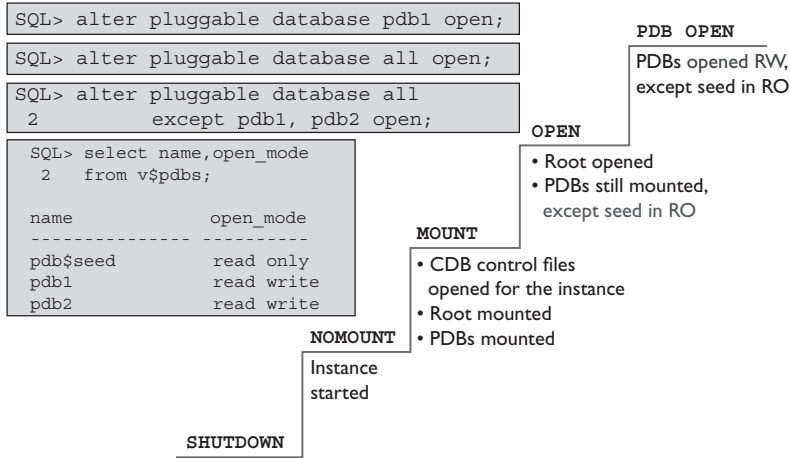 SQL> alter pluggable database pdb1 open;
SQL> alter pluggable database all open;
SQL> alter pluggable database all
2 except pdb1, pdb2 open;
SQL> select name,open_mode
2 from v$pdbs;
name open_mode
--------------- ----------
pdb$seed read only
pdb1 read write
pdb2 read write
PDB OPEN
PDBs opened RW,
except seed in RO
OPEN
• Root opened
• PDBs still mounted,
except seed in RO
MOUNT
• CDB control files
opened for the instance
• Root mounted
• PDBs mounted
NOMOUNT
Instance
started
SHUTDOWN